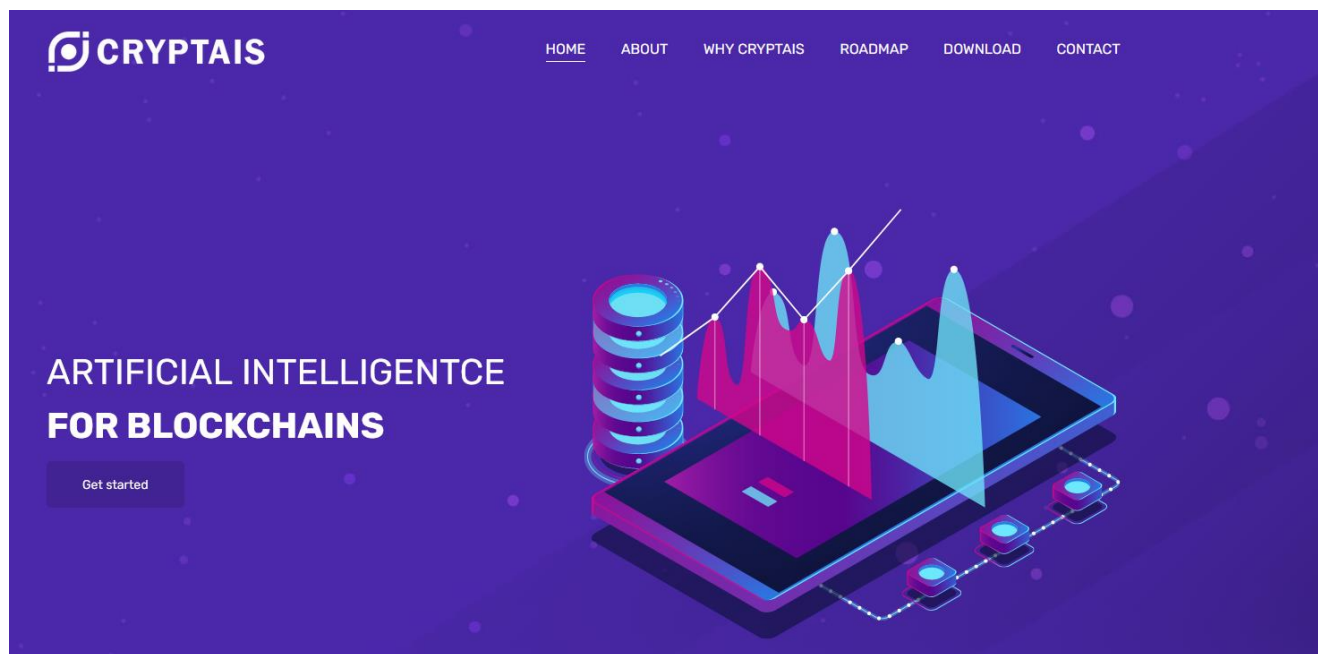 CRYPTAIS
HOME ABOUT WHY CRYPTAIS ROADMAP DOWNLOAD CONTACT
ARTIFICIAL INTELLIGENTCE
FOR BLOCKCHAINS
Get started